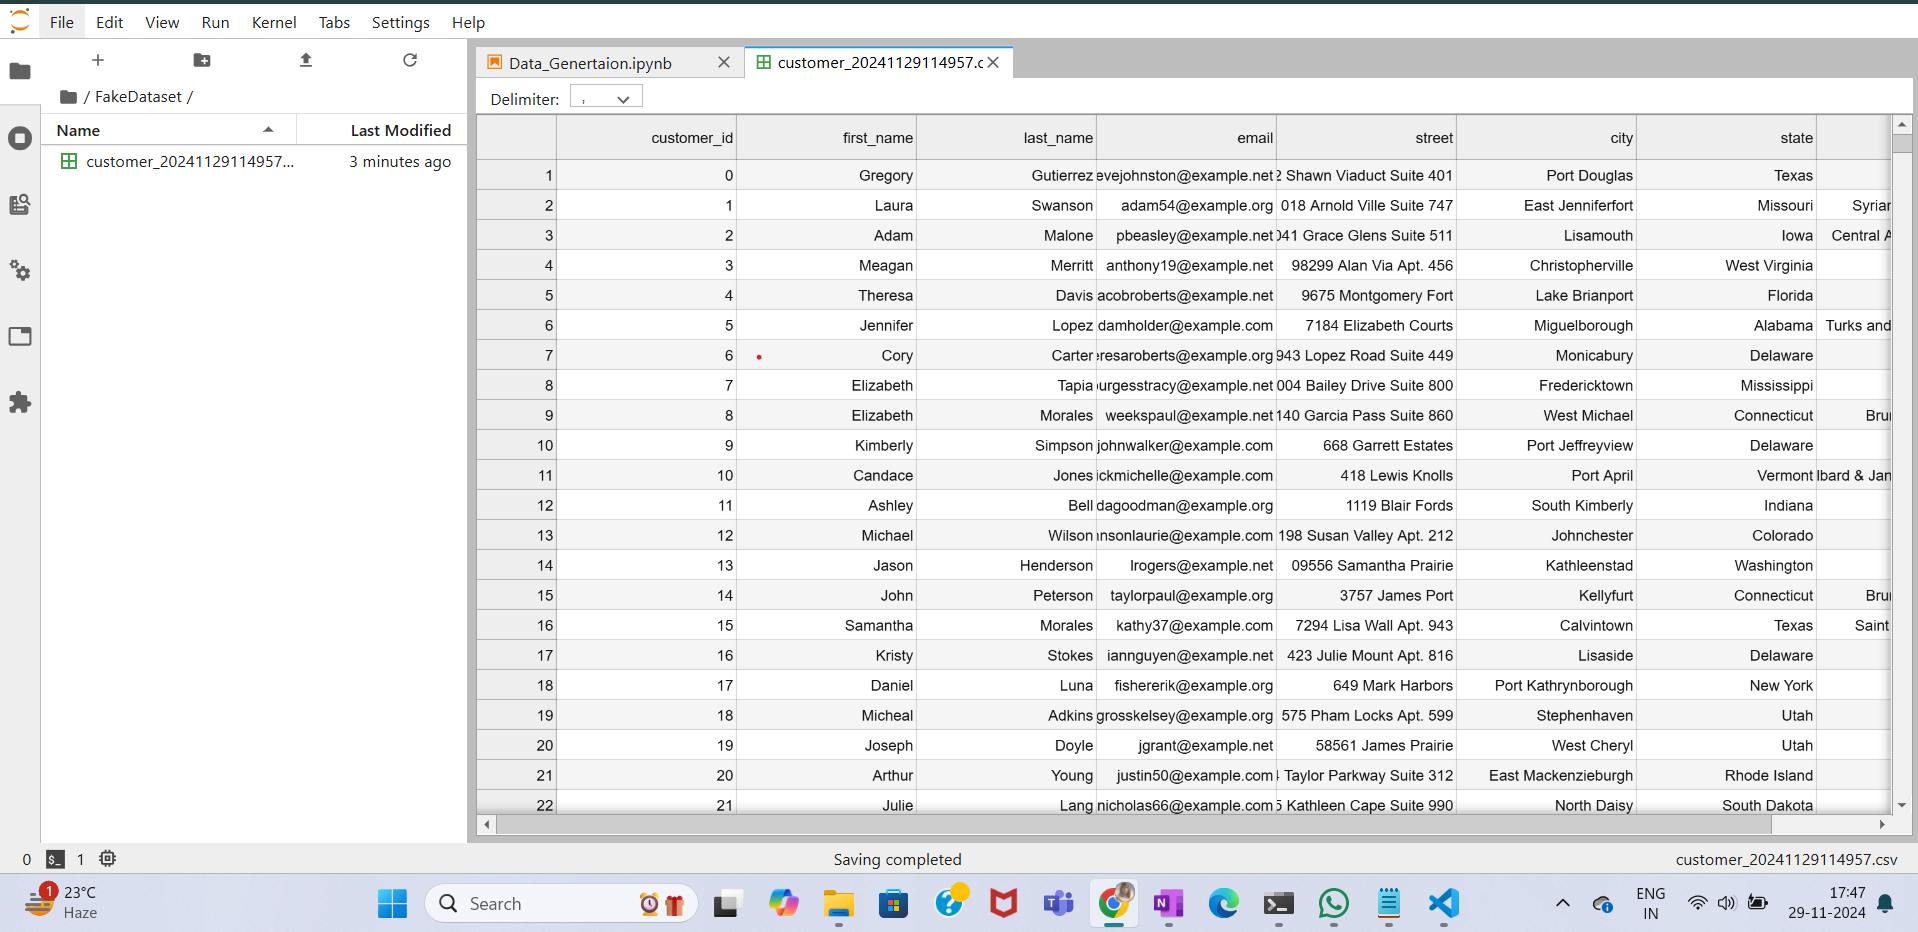 File Edit View Run Kernel Tabs Settings Help
/ FakeDataset /
Name Last Modified
customer_20241129114957... 3 minutes ago
Data_Genertaion.ipynb customer_20241129114957.c
Delimiter: ,
customer_id first_name last_name email street city state
1 0 Gregory Gutierrez evejohnston@example.net 2 Shawn Viaduct Suite 401 Port Douglas Texas
2 1 Laura Swanson adam54@example.org 018 Arnold Ville Suite 747 East Jenniferfort Missouri Syrian
3 2 Adam Malone pbeasley@example.net 041 Grace Glens Suite 511 Lisamouth Iowa Central A
4 3 Meagan Merritt anthony19@example.net 98299 Alan Via Apt. 456 Christopherville West Virginia
5 4 Theresa Davis acobroberts@example.net 9675 Montgomery Fort Lake Brianport Florida
6 5 Jennifer Lopez damholder@example.com 7184 Elizabeth Courts Miguelborough Alabama Turks and
7 6 Cory Carter eresaroberts@example.org 943 Lopez Road Suite 449 Monicabury Delaware
8 7 Elizabeth Tapia urgesstracy@example.net 004 Bailey Drive Suite 800 Fredericktown Mississippi
9 8 Elizabeth Morales weekspaul@example.net 140 Garcia Pass Suite 860 West Michael Connecticut Bru
10 9 Kimberly Simpson johnwalker@example.com 668 Garrett Estates Port Jeffreyview Delaware
11 10 Candace Jones ickmichelle@example.com 418 Lewis Knolls Port April Vermont lbard & Jan
12 11 Ashley Bell dagoodman@example.org 1119 Blair Fords South Kimberly Indiana
13 12 Michael Wilson nsonlaurie@example.com 198 Susan Valley Apt. 212 Johnchester Colorado
14 13 Jason Henderson lrogers@example.net 09556 Samantha Prairie Kathleenstad Washington
15 14 John Peterson taylorpaul@example.org 3757 James Port Kellyfurt Connecticut Bru
16 15 Samantha Morales kathy37@example.com 7294 Lisa Wall Apt. 943 Calvintown Texas Saint
17 16 Kristy Stokes iannguyen@example.net 423 Julie Mount Apt. 816 Lisaside Delaware
18 17 Daniel Luna fishererik@example.org 649 Mark Harbors Port Kathrynborough New York
19 18 Micheal Adkins grosskelsey@example.org 575 Pham Locks Apt. 599 Stephenhaven Utah
20 19 Joseph Doyle jgrant@example.net 58561 James Prairie West Cheryl Utah
21 20 Arthur Young justin50@example.com Taylor Parkway Suite 312 East Mackenzieburgh Rhode Island
22 21 Julie Lang nicholas66@example.com 5 Kathleen Cape Suite 990 North Daisy South Dakota
0 $_ 1 Saving completed customer_20241129114957.csv
1 23°C
Haze
Search
ENG
IN
17:47
29-11-2024